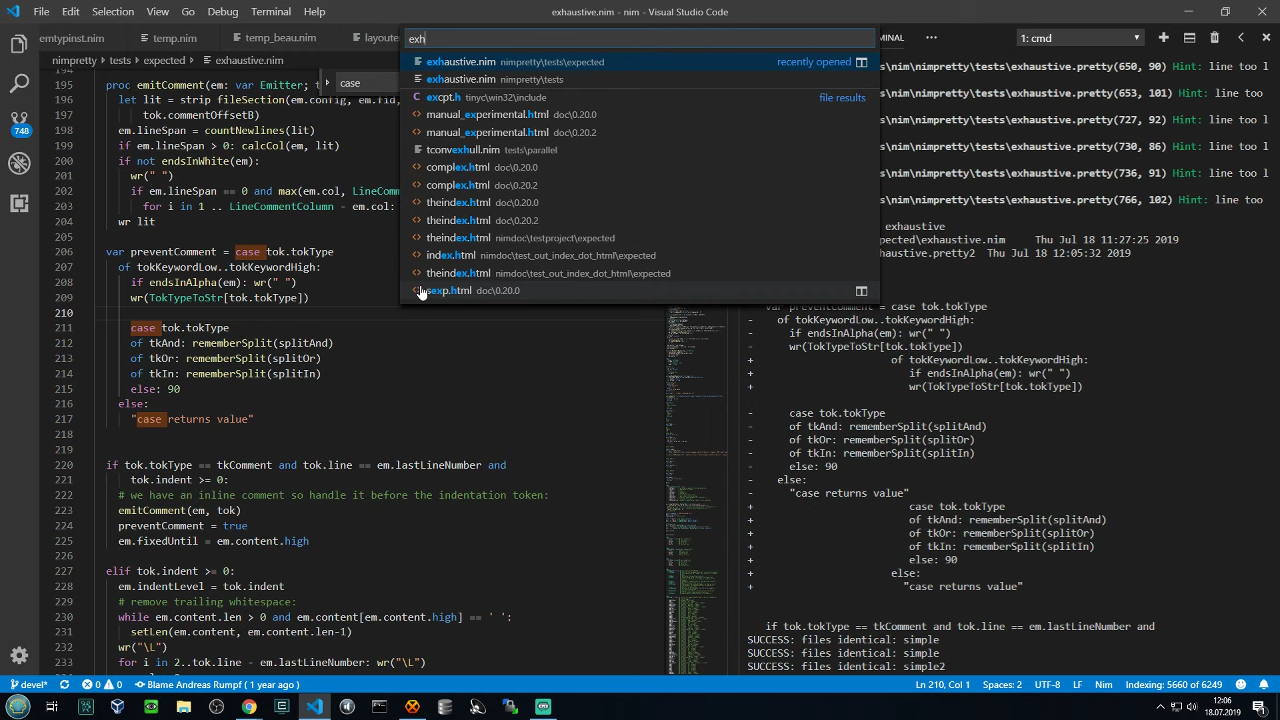 File Edit Selection View Go Debug Terminal Help
exhaustive.nim - nim - Visual Studio Code
emtypinst.nim temp.nim temp_beau.nim layoute
nimpretty > tests > expected > exhaustive.nim
case
194
195 proc emitComment(em: var Emitter; t
196 let lit = strip fileSection(em.config, em.fid,
197 tok.commentOffsetB)
198 em.lineSpan = countNewlines(lit)
199 if em.lineSpan > 0: calcCol(em, lit)
200 if not endsInWhite(em):
201 wr(" ")
202 if em.lineSpan == 0 and max(em.col, LineComm
203 for i in 1 .. LineCommentColumn - em.col:
204 wr lit
205
206 var preventComment = case tok.tokType
207 of tokKeywordLow..tokKeywordHigh:
208 if endsInAlpha(em): wr(" ")
209 wr(TokTypeToStr[tok.tokType])
210
211 case tok.tokType
212 of tkAnd: rememberSplit(splitAnd)
213 of tkOr: rememberSplit(splitOr)
214 of tkIn: rememberSplit(splitIn)
215 else: 90
216 else:
217 "case returns value"
218
219
220 if tok.tokType == tkComment and tok.line == em.lastLineNumber and
221 tok.indent >= 0:
222 # we have an inline comment so handle it before the indentation token:
223 emitComment(em, tok)
224 preventComment = true
225 em.fixedUntil = em.content.high
226
227 elif tok.indent >= 0:
228 em.indentLevel = tok.indent
229 # remove trailing whitespace:
230 while em.content.len > 0 and em.content[em.content.high] == ' ':
231 setLen(em.content, em.content.len-1)
232 wr("\L")
233 for i in 2..tok.line - em.lastLineNumber: wr("\L")
exh
exhaustive.nim nimpretty\tests\expected recently opened
exhaustive.nim nimpretty\tests
excpt.h tinyc\win32\include file results
manual_experimental.html doc\0.20.0
manual_experimental.html doc\0.20.2
tconvexhull.nim tests\parallel
complex.html doc\0.20.0
complex.html doc\0.20.2
theindex.html doc\0.20.0
theindex.html doc\0.20.2
theindex.html nimdoc\testproject\expected
index.html nimdoc\test_out_index_dot_html\expected
theindex.html nimdoc\test_out_index_dot_html\expected
sexp.html doc\0.20.0
MINAL ··· 1: cmd
ts\nim\nimpretty\tests\exhaustive.pretty(650, 90) Hint: line too l
ts\nim\nimpretty\tests\exhaustive.pretty(653, 101) Hint: line too
ts\nim\nimpretty\tests\exhaustive.pretty(727, 92) Hint: line too l
ts\nim\nimpretty\tests\exhaustive.pretty(730, 86) Hint: line too l
ts\nim\nimpretty\tests\exhaustive.pretty(736, 91) Hint: line too l
ts\nim\nimpretty\tests\exhaustive.pretty(766, 102) Hint: line too
exhaustive
pected\exhaustive.nim Thu Jul 18 11:27:25 2019
Thu Jul 18 12:05:59 2019
var preventComment = case tok.tokType
- of tokKeywordLow..tokKeywordHigh:
- if endsInAlpha(em): wr(" ")
- wr(TokTypeToStr[tok.tokType])
+ of tokKeywordLow..tokKeywordHigh:
+ if endsInAlpha(em): wr(" ")
+ wr(TokTypeToStr[tok.tokType])
- case tok.tokType
- of tkAnd: rememberSplit(splitAnd)
- of tkOr: rememberSplit(splitOr)
- of tkIn: rememberSplit(splitIn)
- else: 90
- else:
- "case returns value"
+ case tok.tokType
+ of tkAnd: rememberSplit(splitAnd)
+ of tkOr: rememberSplit(splitOr)
+ of tkIn: rememberSplit(splitIn)
+ else: 90
+ else:
+ "case returns value"
if tok.tokType == tkComment and tok.line == em.lastLineNumber and
SUCCESS: files identical: simple
SUCCESS: files identical: simple
SUCCESS: files identical: simple2
748
devel* 0 0 Blame Andreas Rumpf ( 1 year ago ) Ln 210, Col 1 Spaces: 2 UTF-8 LF Nim Indexing: 5660 of 6249
12:06
18.07.2019